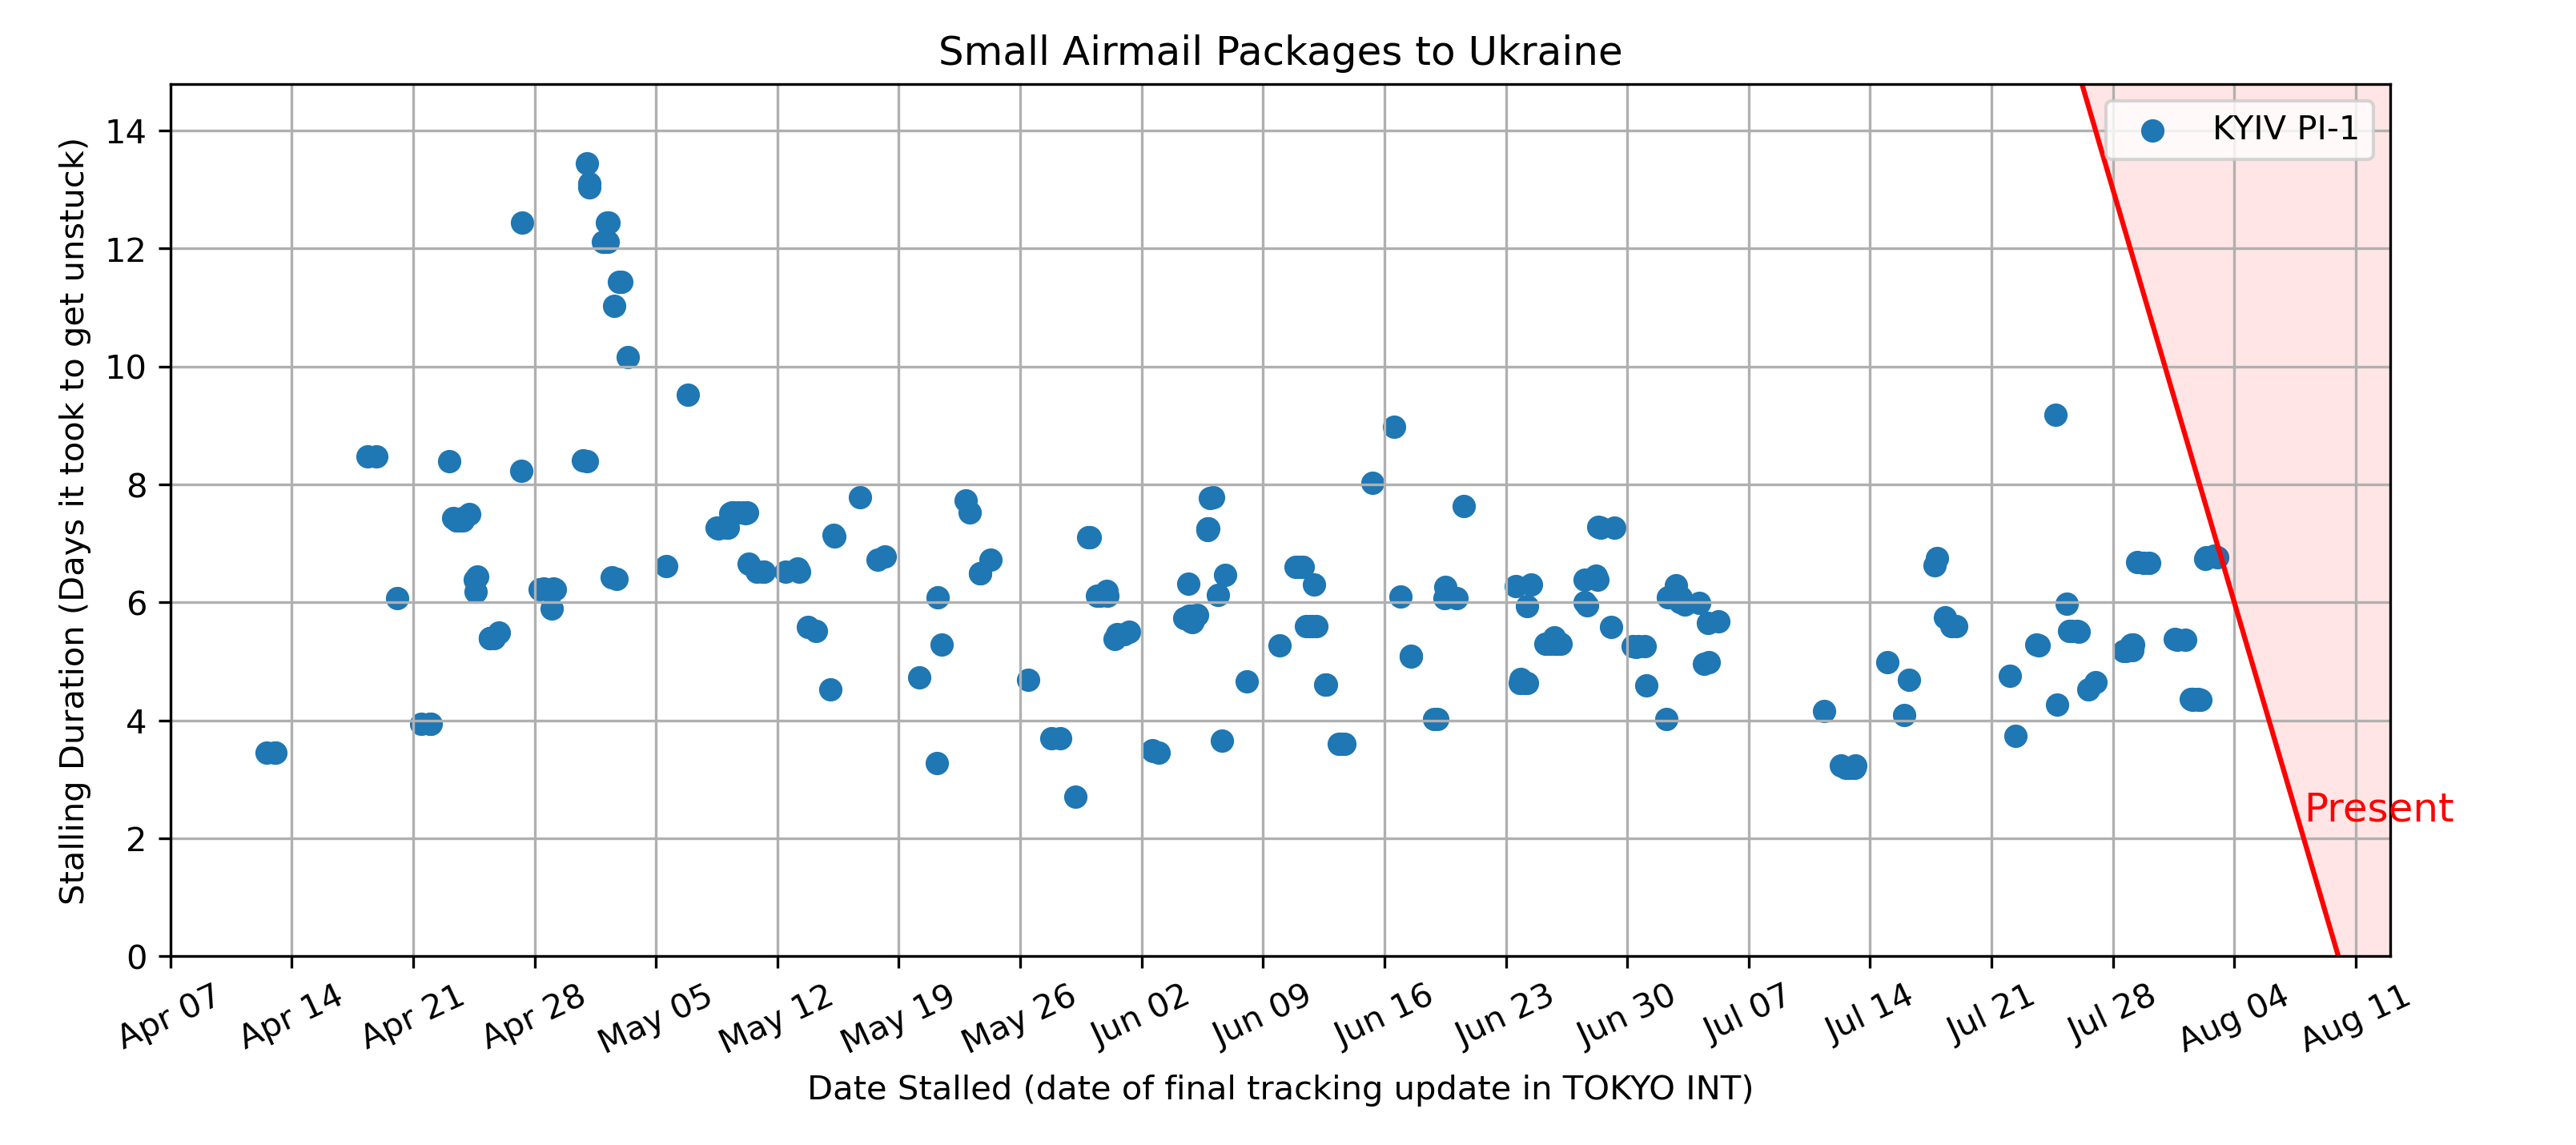 Small Airmail Packages to Ukraine
KYIV PI-1
Stalling Duration (Days it took to get unstuck)
14
12
10
8
6
4
2
0
Present
Apr 07
Apr 14
Apr 21
Apr 28
May 05
May 12
May 19
May 26
Jun 02
Jun 09
Jun 16
Jun 23
Jun 30
Jul 07
Jul 14
Jul 21
Jul 28
Aug 04
Aug 11
Date Stalled (date of final tracking update in TOKYO INT)